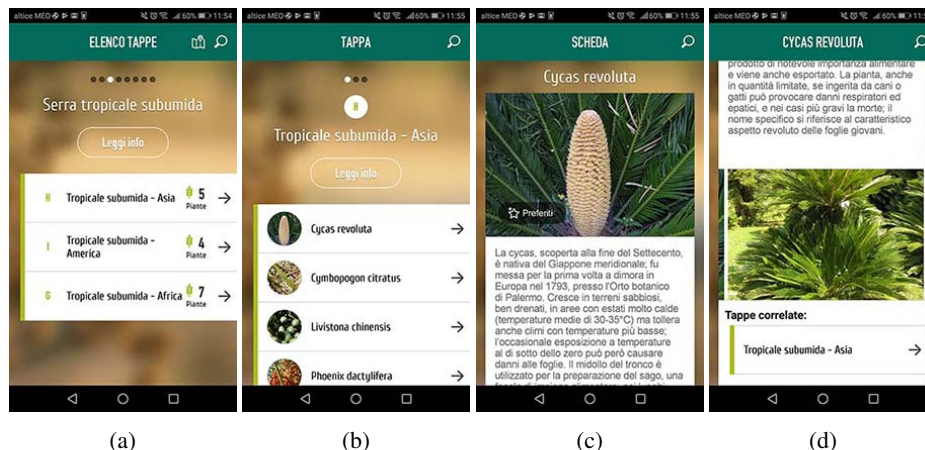 altice MEO 60% 11:54
ELENCO TAPPE
Serra tropicale subumida
Leggi info
H Tropicale subumida - Asia 5 Piante
I Tropicale subumida - America 4 Piante
G Tropicale subumida - Africa 7 Piante
(a)
altice MEO 60% 11:55
TAPPA
H
Tropicale subumida - Asia
Leggi info
Cycas revoluta
Cymbopogon citratus
Livistona chinensis
Phoenix dactylifera
(b)
altice MEO 60% 11:55
SCHEDA
Cycas revoluta
Preferiti
La cycas, scoperta alla fine del Settecento,
è nativa del Giappone meridionale; fu
messa per la prima volta a dimora in
Europa nel 1793, presso l'Orto botanico
di Palermo. Cresce in terreni sabbiosi,
ben drenati, in aree con estati molto calde
(temperature medie di 30-35°C) ma tollera
anche climi con temperature più basse;
l'occasionale esposizione a temperature
al di sotto dello zero può però causare
danni alle foglie. Il midollo del tronco è
utilizzato per la preparazione del sago, una
(c)
altice MEO 60% 11:5
CYCAS REVOLUTA
prodotto di notevole importanza alimentare
e viene anche esportato. La pianta, anche
in quantità limitate, se ingerita da cani o
gatti può provocare danni respiratori ed
epatici, e nei casi più gravi la morte; il
nome specifico si riferisce al caratteristico
aspetto revoluto delle foglie giovani.
Tappe correlate:
Tropicale subumida - Asia
(d)